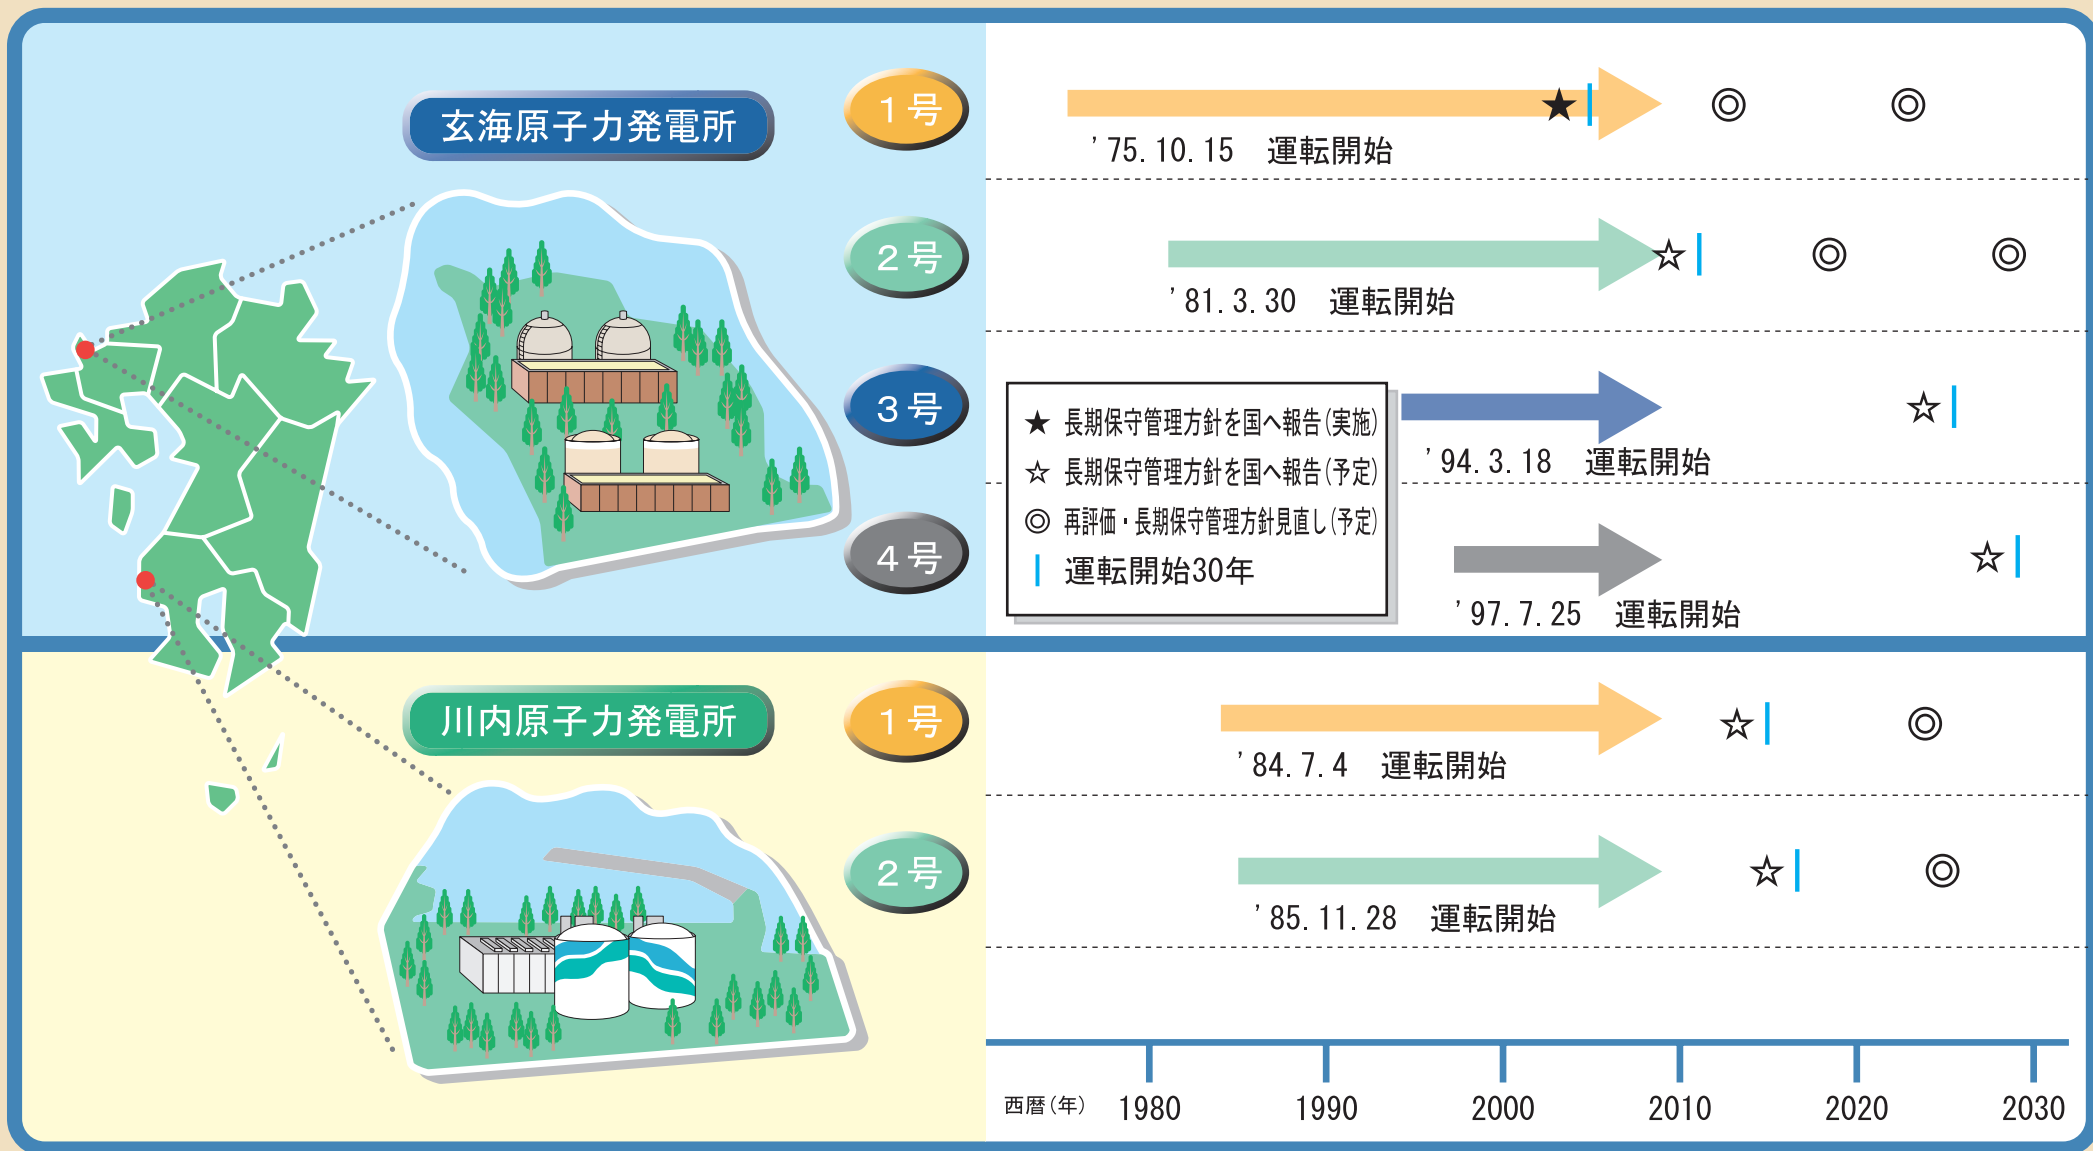 玄海原子力発電所
1号
'75.10.15 運転開始
2号
'81.3.30 運転開始
3号
'94.3.18 運転開始
4号
'97.7.25 運転開始
★ 長期保守管理方針を国へ報告(実施)
☆ 長期保守管理方針を国へ報告(予定)
◎ 再評価・長期保守管理方針見直し(予定)
運転開始30年
川内原子力発電所
1号
'84.7.4 運転開始
2号
'85.11.28 運転開始
西暦(年) 1980 1990 2000 2010 2020 2030